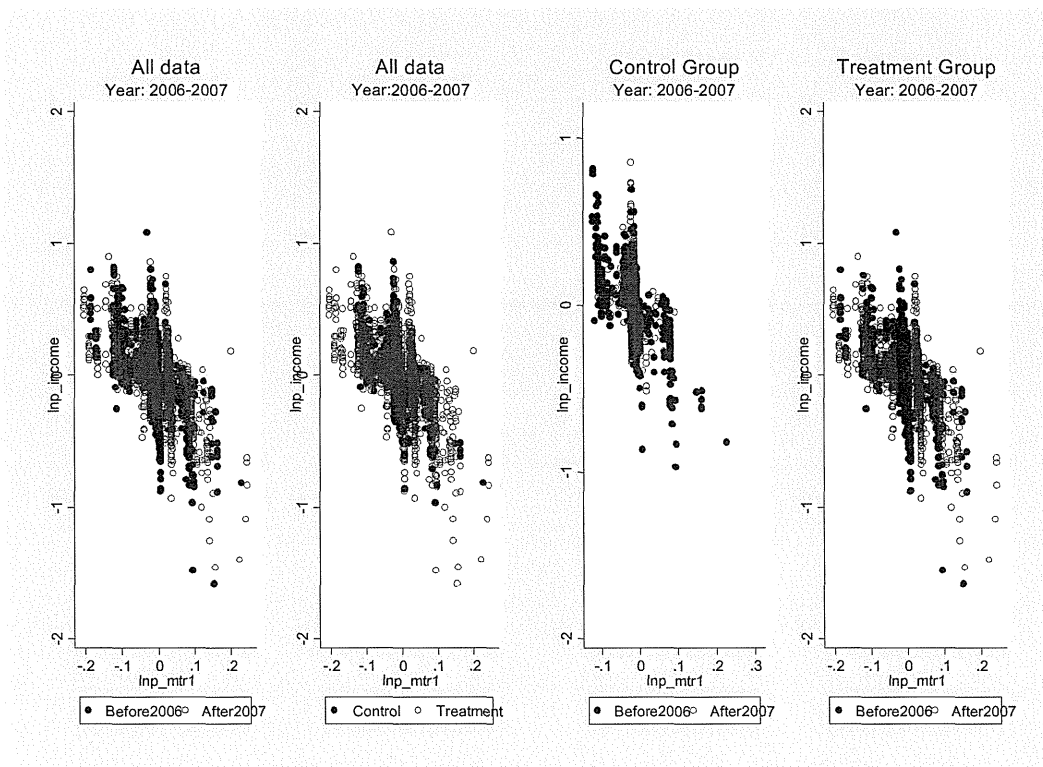 All data
Year: 2006-2007
2
1
0
-1
-2
lnp_income
-.2 -.1 0 .1 .2
lnp_mtr1
Before2006 After2007
All data
Year:2006-2007
2
1
0
-1
-2
lnp_income
-.2 -.1 0 .1 .2
lnp_mtr1
Control Treatment
Control Group
Year: 2006-2007
1
0
-1
-2
lnp_income
-.1 0 .1 .2 .3
lnp_mtr1
Before2006 After2007
Treatment Group
Year: 2006-2007
2
1
0
-1
-2
lnp_income
-.2 -.1 0 .1 .2
lnp_mtr1
Before2006 After2007